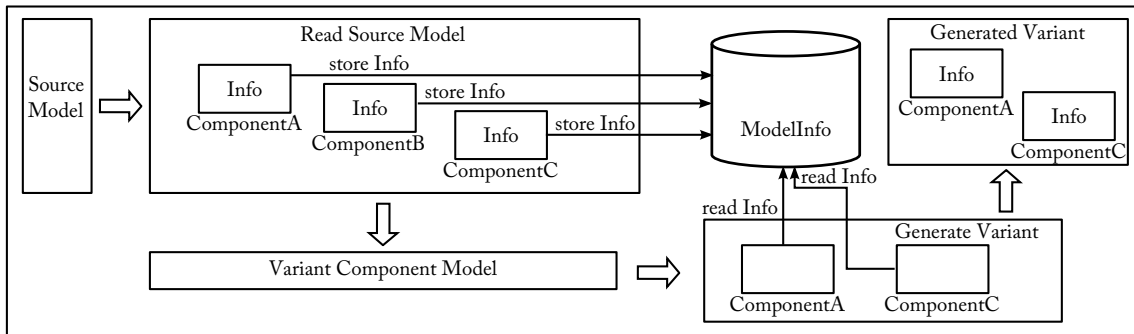 Source
Model
Read Source Model
Info
ComponentA
store Info
Info
ComponentB
store Info
Info
ComponentC
store Info
ModelInfo
Generated Variant
Info
ComponentA
Info
ComponentC
read Info
read Info
Generate Variant
ComponentA
ComponentC
Variant Component Model